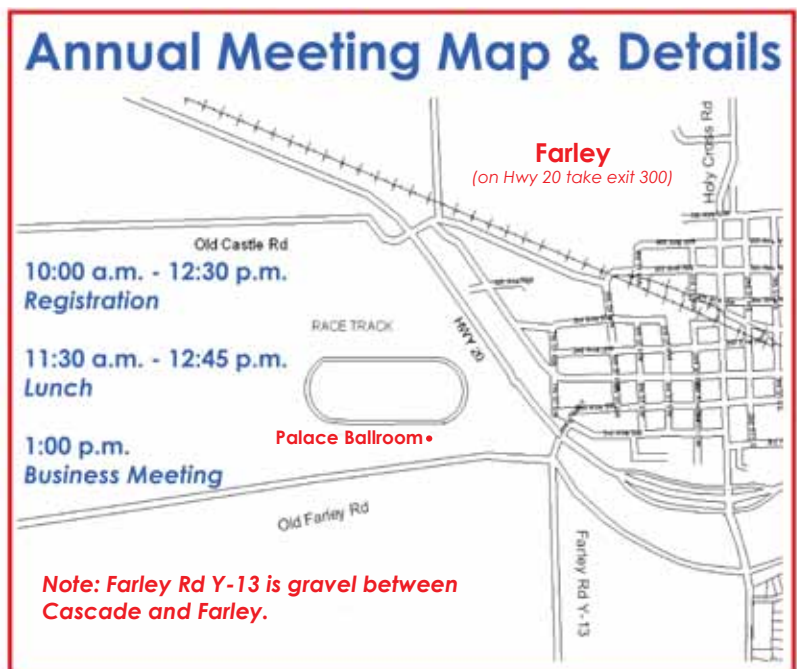 Annual Meeting Map & Details
Farley
(on Hwy 20 take exit 300)
Holy Cross Rd
Old Castle Rd
10:00 a.m. - 12:30 p.m.
Registration
RACE TRACK
HWY 20
11:30 a.m. - 12:45 p.m.
Lunch
Palace Ballroom
1:00 p.m.
Business Meeting
Old Farley Rd
Farley Rd Y-13
Note: Farley Rd Y-13 is gravel between
Cascade and Farley.